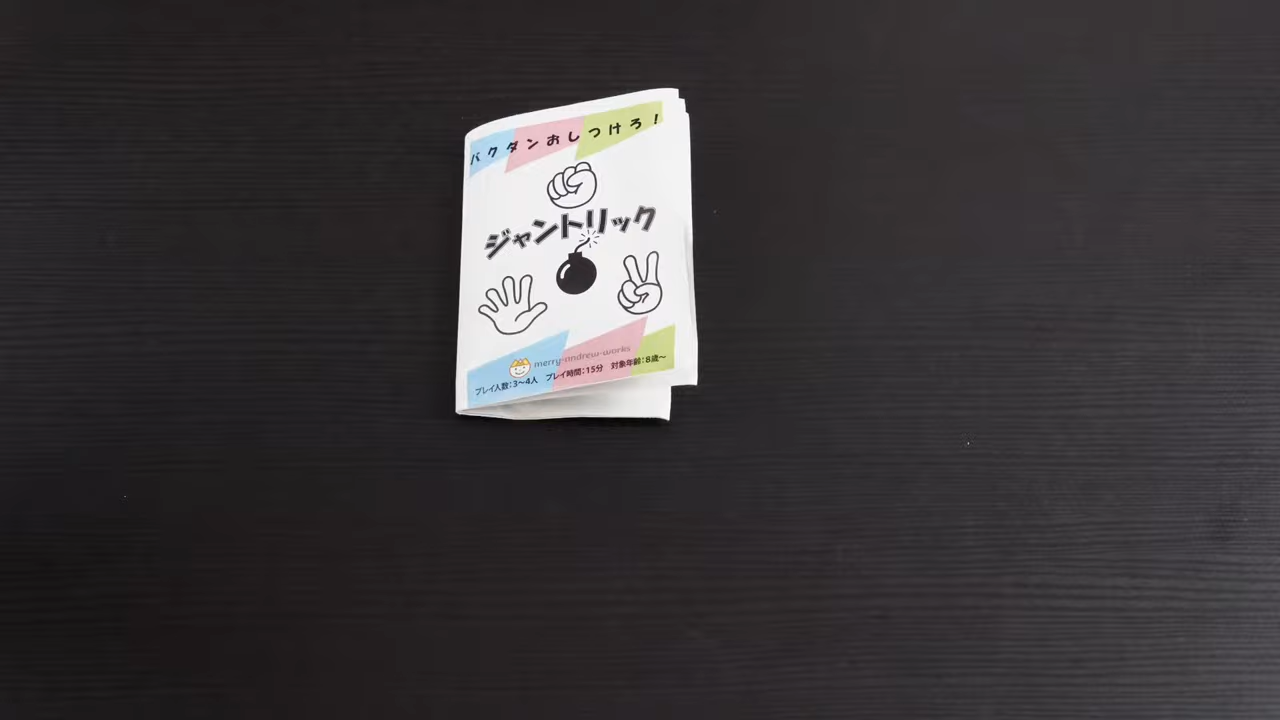 バクダンおしつけろ!
ジャントリック
merry-andrew-works
プレイ人数:3〜4人 プレイ時間:15分 対象年齢:8歳〜